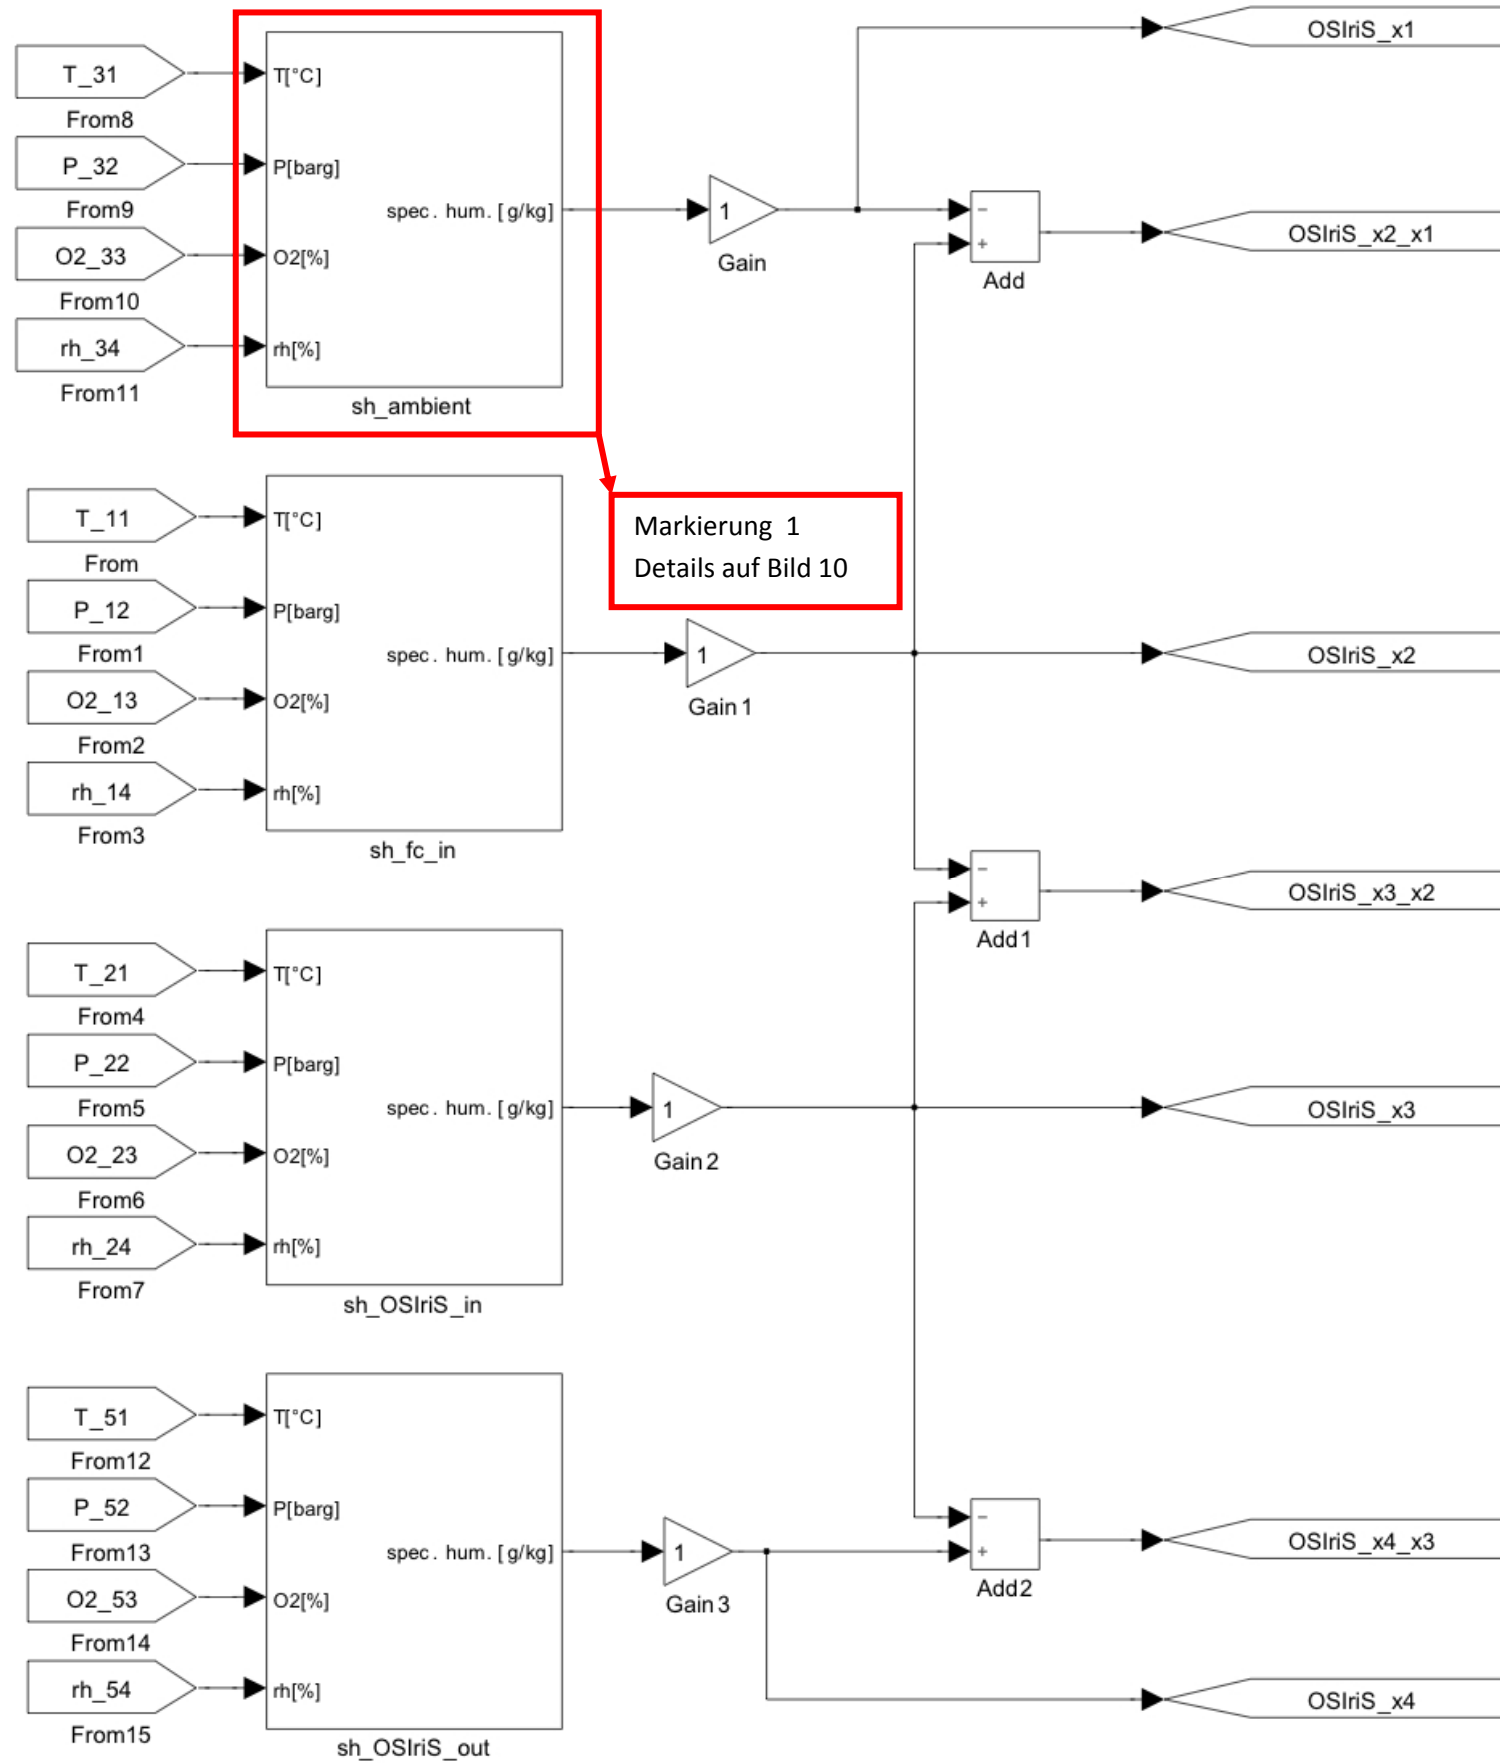 T_31
From8
P_32
From9
O2_33
From10
rh_34
From11
T[°C]
P[barg]
O2[%]
rh[%]
spec. hum. [g/kg]
sh_ambient
1
Gain
-
+
Add
OSIriS_x1
OSIriS_x2_x1
Markierung 1
Details auf Bild 10
T_11
From
P_12
From1
O2_13
From2
rh_14
From3
T[°C]
P[barg]
O2[%]
rh[%]
spec. hum. [g/kg]
sh_fc_in
1
Gain1
OSIriS_x2
-
+
Add1
OSIriS_x3_x2
T_21
From4
P_22
From5
O2_23
From6
rh_24
From7
T[°C]
P[barg]
O2[%]
rh[%]
spec. hum. [g/kg]
sh_OSIriS_in
1
Gain2
OSIriS_x3
T_51
From12
P_52
From13
O2_53
From14
rh_54
From15
T[°C]
P[barg]
O2[%]
rh[%]
spec. hum. [g/kg]
sh_OSIriS_out
1
Gain3
-
+
Add2
OSIriS_x4_x3
OSIriS_x4